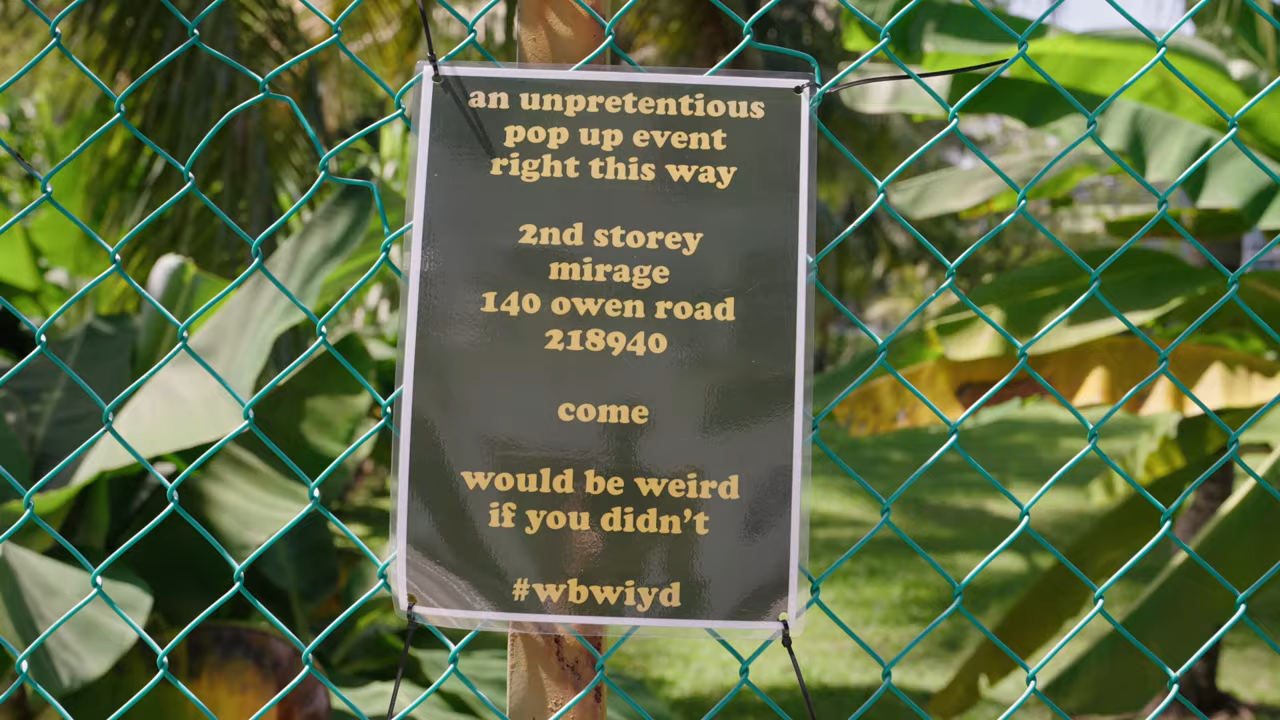 an unpretentious
pop up event
right this way
2nd storey
mirage
140 owen road
218940
come
would be weird
if you didn't
#wbwiyd